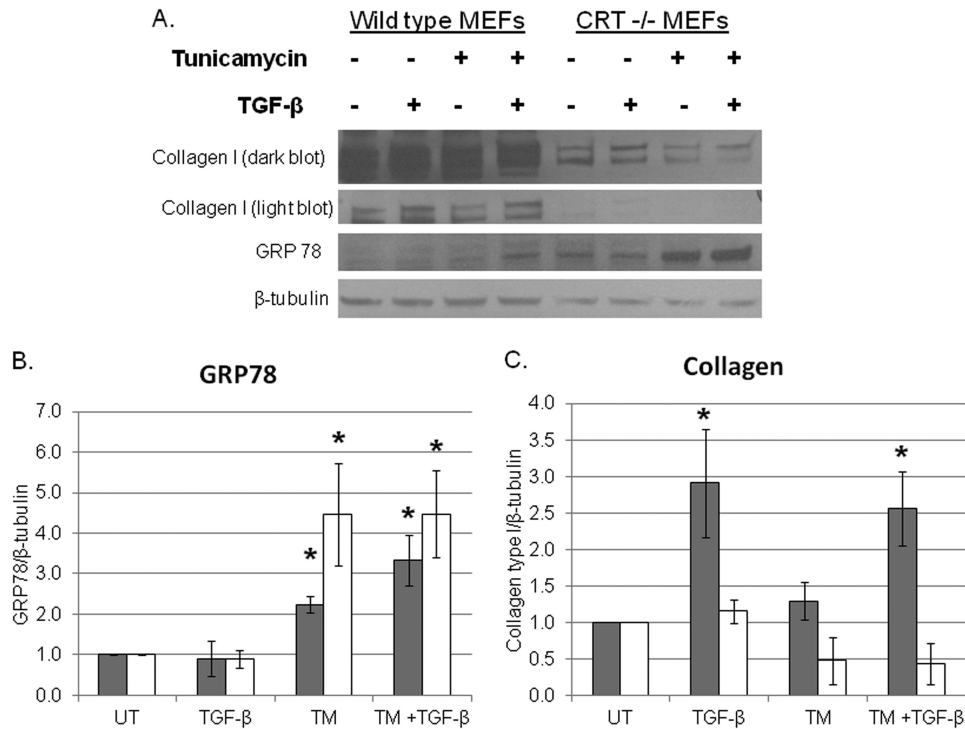 A.
Wild type MEFs CRT -/- MEFs
Tunicamycin - - + + - - + +
TGF-β - + - + - + - +
Collagen I (dark blot)
Collagen I (light blot)
GRP 78
β-tubulin
B.
GRP78
GRP78/β-tubulin
7.0
6.0
5.0
4.0
3.0
2.0
1.0
0.0
* * * *
UT TGF-β TM TM +TGF-β
C.
Collagen
Collagen type I/β-tubulin
4.0
3.5
3.0
2.5
2.0
1.5
1.0
0.5
0.0
* *
UT TGF-β TM TM +TGF-β